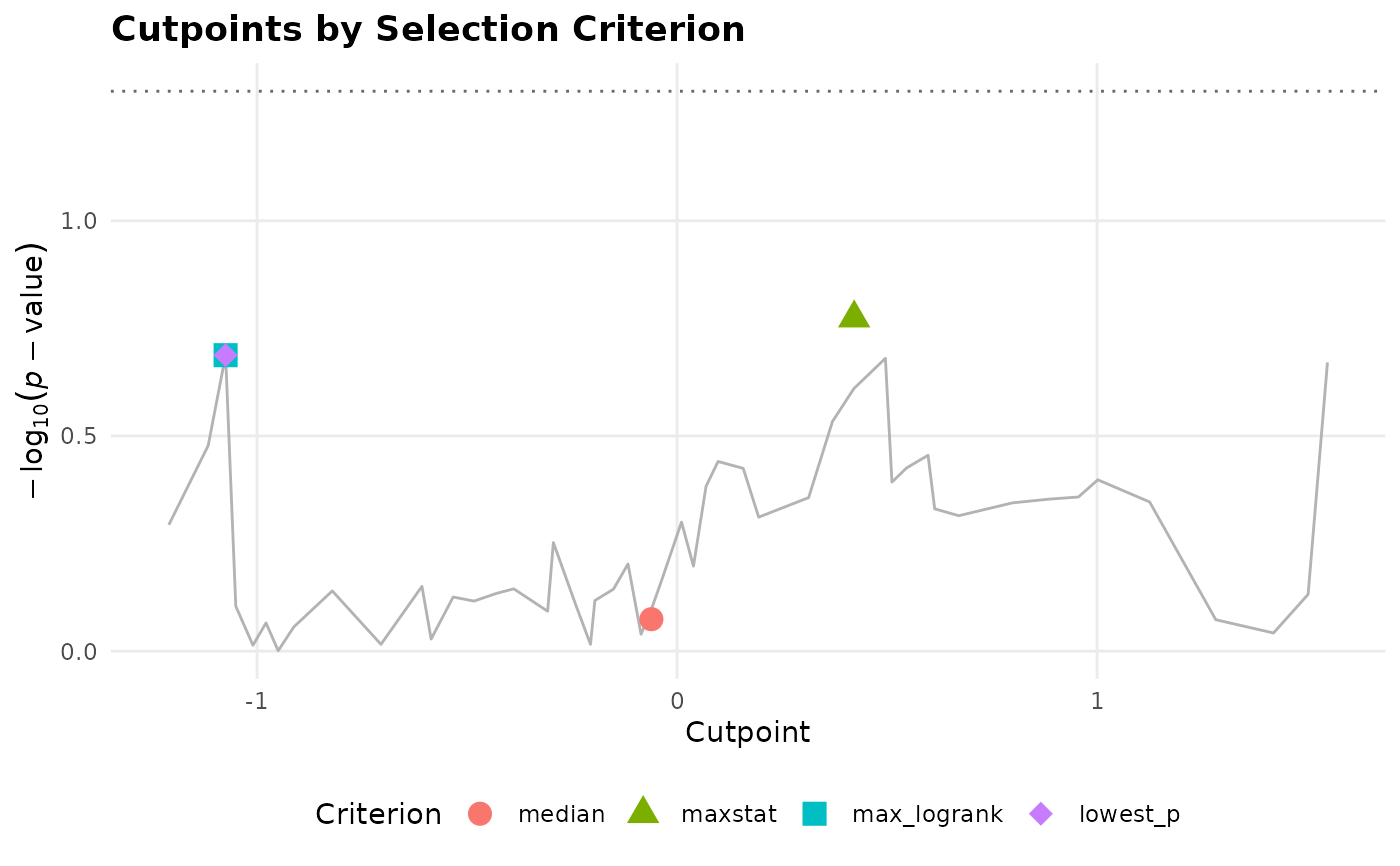 Cutpoints by Selection Criterion
− log₁₀(p − value)
1.0
0.5
0.0
-1 0 1
Cutpoint
Criterion median maxstat max_logrank lowest_p